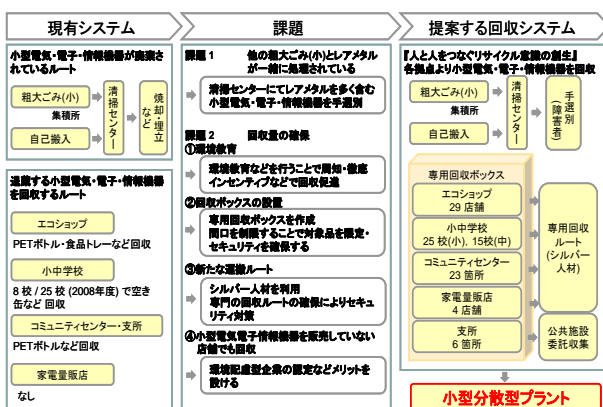 現有システム
小型電気・電子・情報機器が廃棄
されているルート
粗大ごみ(小)
集積所
自己搬入
清掃センター
焼却・埋立
など
退蔵する小型電気・電子・情報機器
を回収するルート
エコショップ
PETボトル・食品トレーなど回収
小中学校
8 校 / 25 校 (2008年度) で空き
缶など 回収
コミュニティセンター・支所
PETボトルなど回収
家電量販店
なし
課題
課題 1 他の粗大ごみ(小)とレアメタル
が一緒に処理されている
清掃センターにてレアメタルを多く含む
小型電気・電子・情報機器を手選別
課題 2 回収量の確保
①環境教育
環境教育などを行うことで周知・徹底
インセンティブなどで回収促進
②回収ボックスの設置
専用回収ボックスを作成
間口を制限することで対象品を限定・
セキュリティを確保する
③新たな運搬ルート
シルバー人材を利用
専門の回収ルートの確保によりセキュ
リティ対策
④小型電気電子情報機器を販売していない
店舗でも回収
環境配慮型企業の認定などメリットを
設ける
提案する回収システム
『人と人をつなぐリサイクル意識の創生』
各拠点より小型電気・電子・情報機器を回収
粗大ごみ(小)
集積所
自己搬入
清掃センター
手選別
(障害者)
専用回収ボックス
エコショップ
29 店舗
小中学校
25 校(小), 15校(中)
コミュニティセンター
23 箇所
家電量販店
4 店舗
支所
6 箇所
専用回収
ルート
(シルバー
人材)
公共施設
委託収集
小型分散型プラント